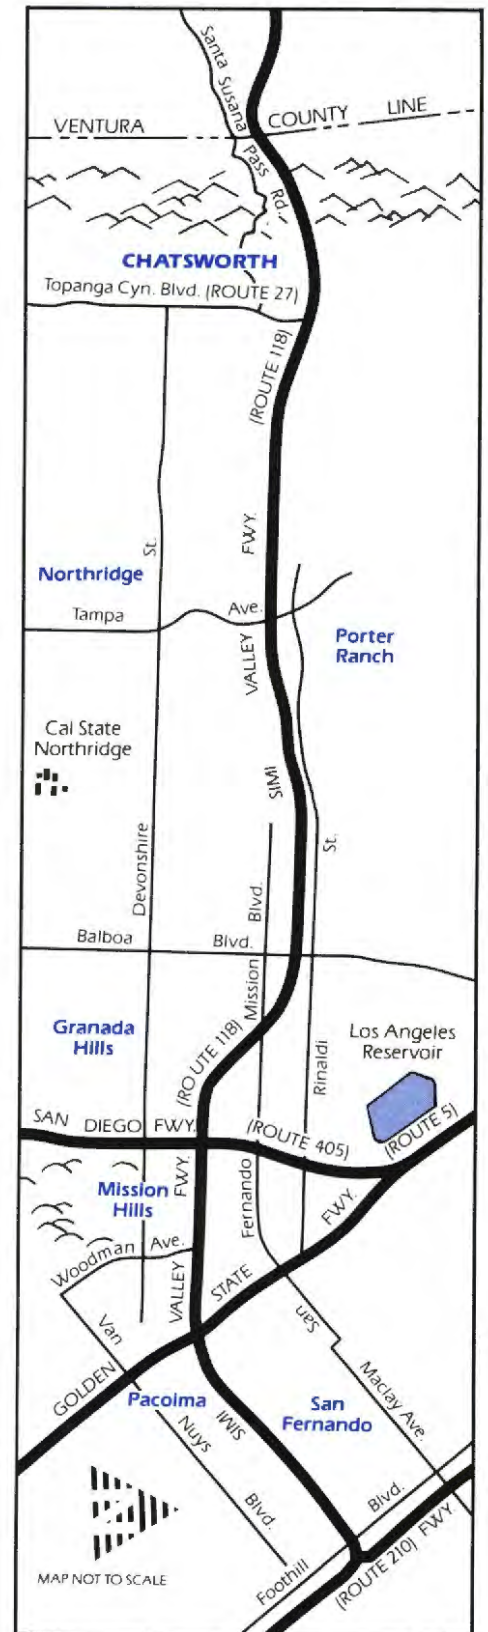 Santa Susana Pass Rd.
VENTURA COUNTY LINE
CHATSWORTH
Topanga Cyn. Blvd. (ROUTE 27)
(ROUTE 118)
FWY.
St.
Northridge
Tampa Ave.
VALLEY
Porter
Ranch
Cal State
Northridge
SIMI
St.
Devonshire
Blvd.
Balboa Blvd.
Mission
Granada
Hills
(ROUTE 118)
Rinaldi
Los Angeles
Reservoir
SAN DIEGO FWY. (ROUTE 405)
(ROUTE 5)
Mission
Hills
FWY.
Fernando
FWY.
Woodman Ave.
VALLEY
STATE
San
Van
GOLDEN
Maclay Ave.
Pacoima
SIMI
San
Fernando
Nuys
Blvd.
Blvd.
N
MAP NOT TO SCALE
Foothill
(ROUTE 210) FWY.